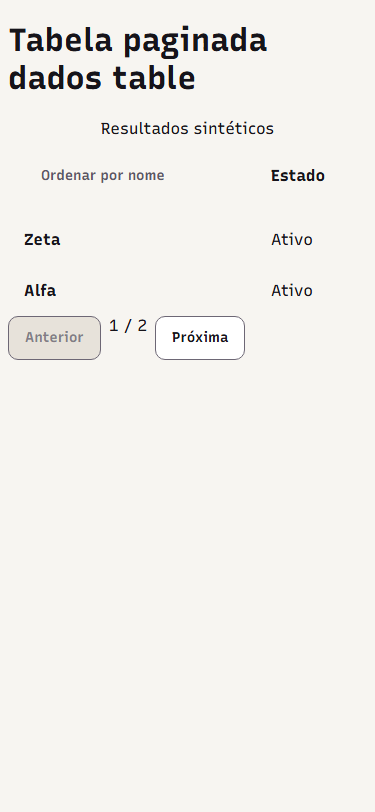 Tabela paginada
dados table
Resultados sintéticos
Ordenar por nome Estado
Zeta Ativo
Alfa Ativo
Anterior 1 / 2 Próxima